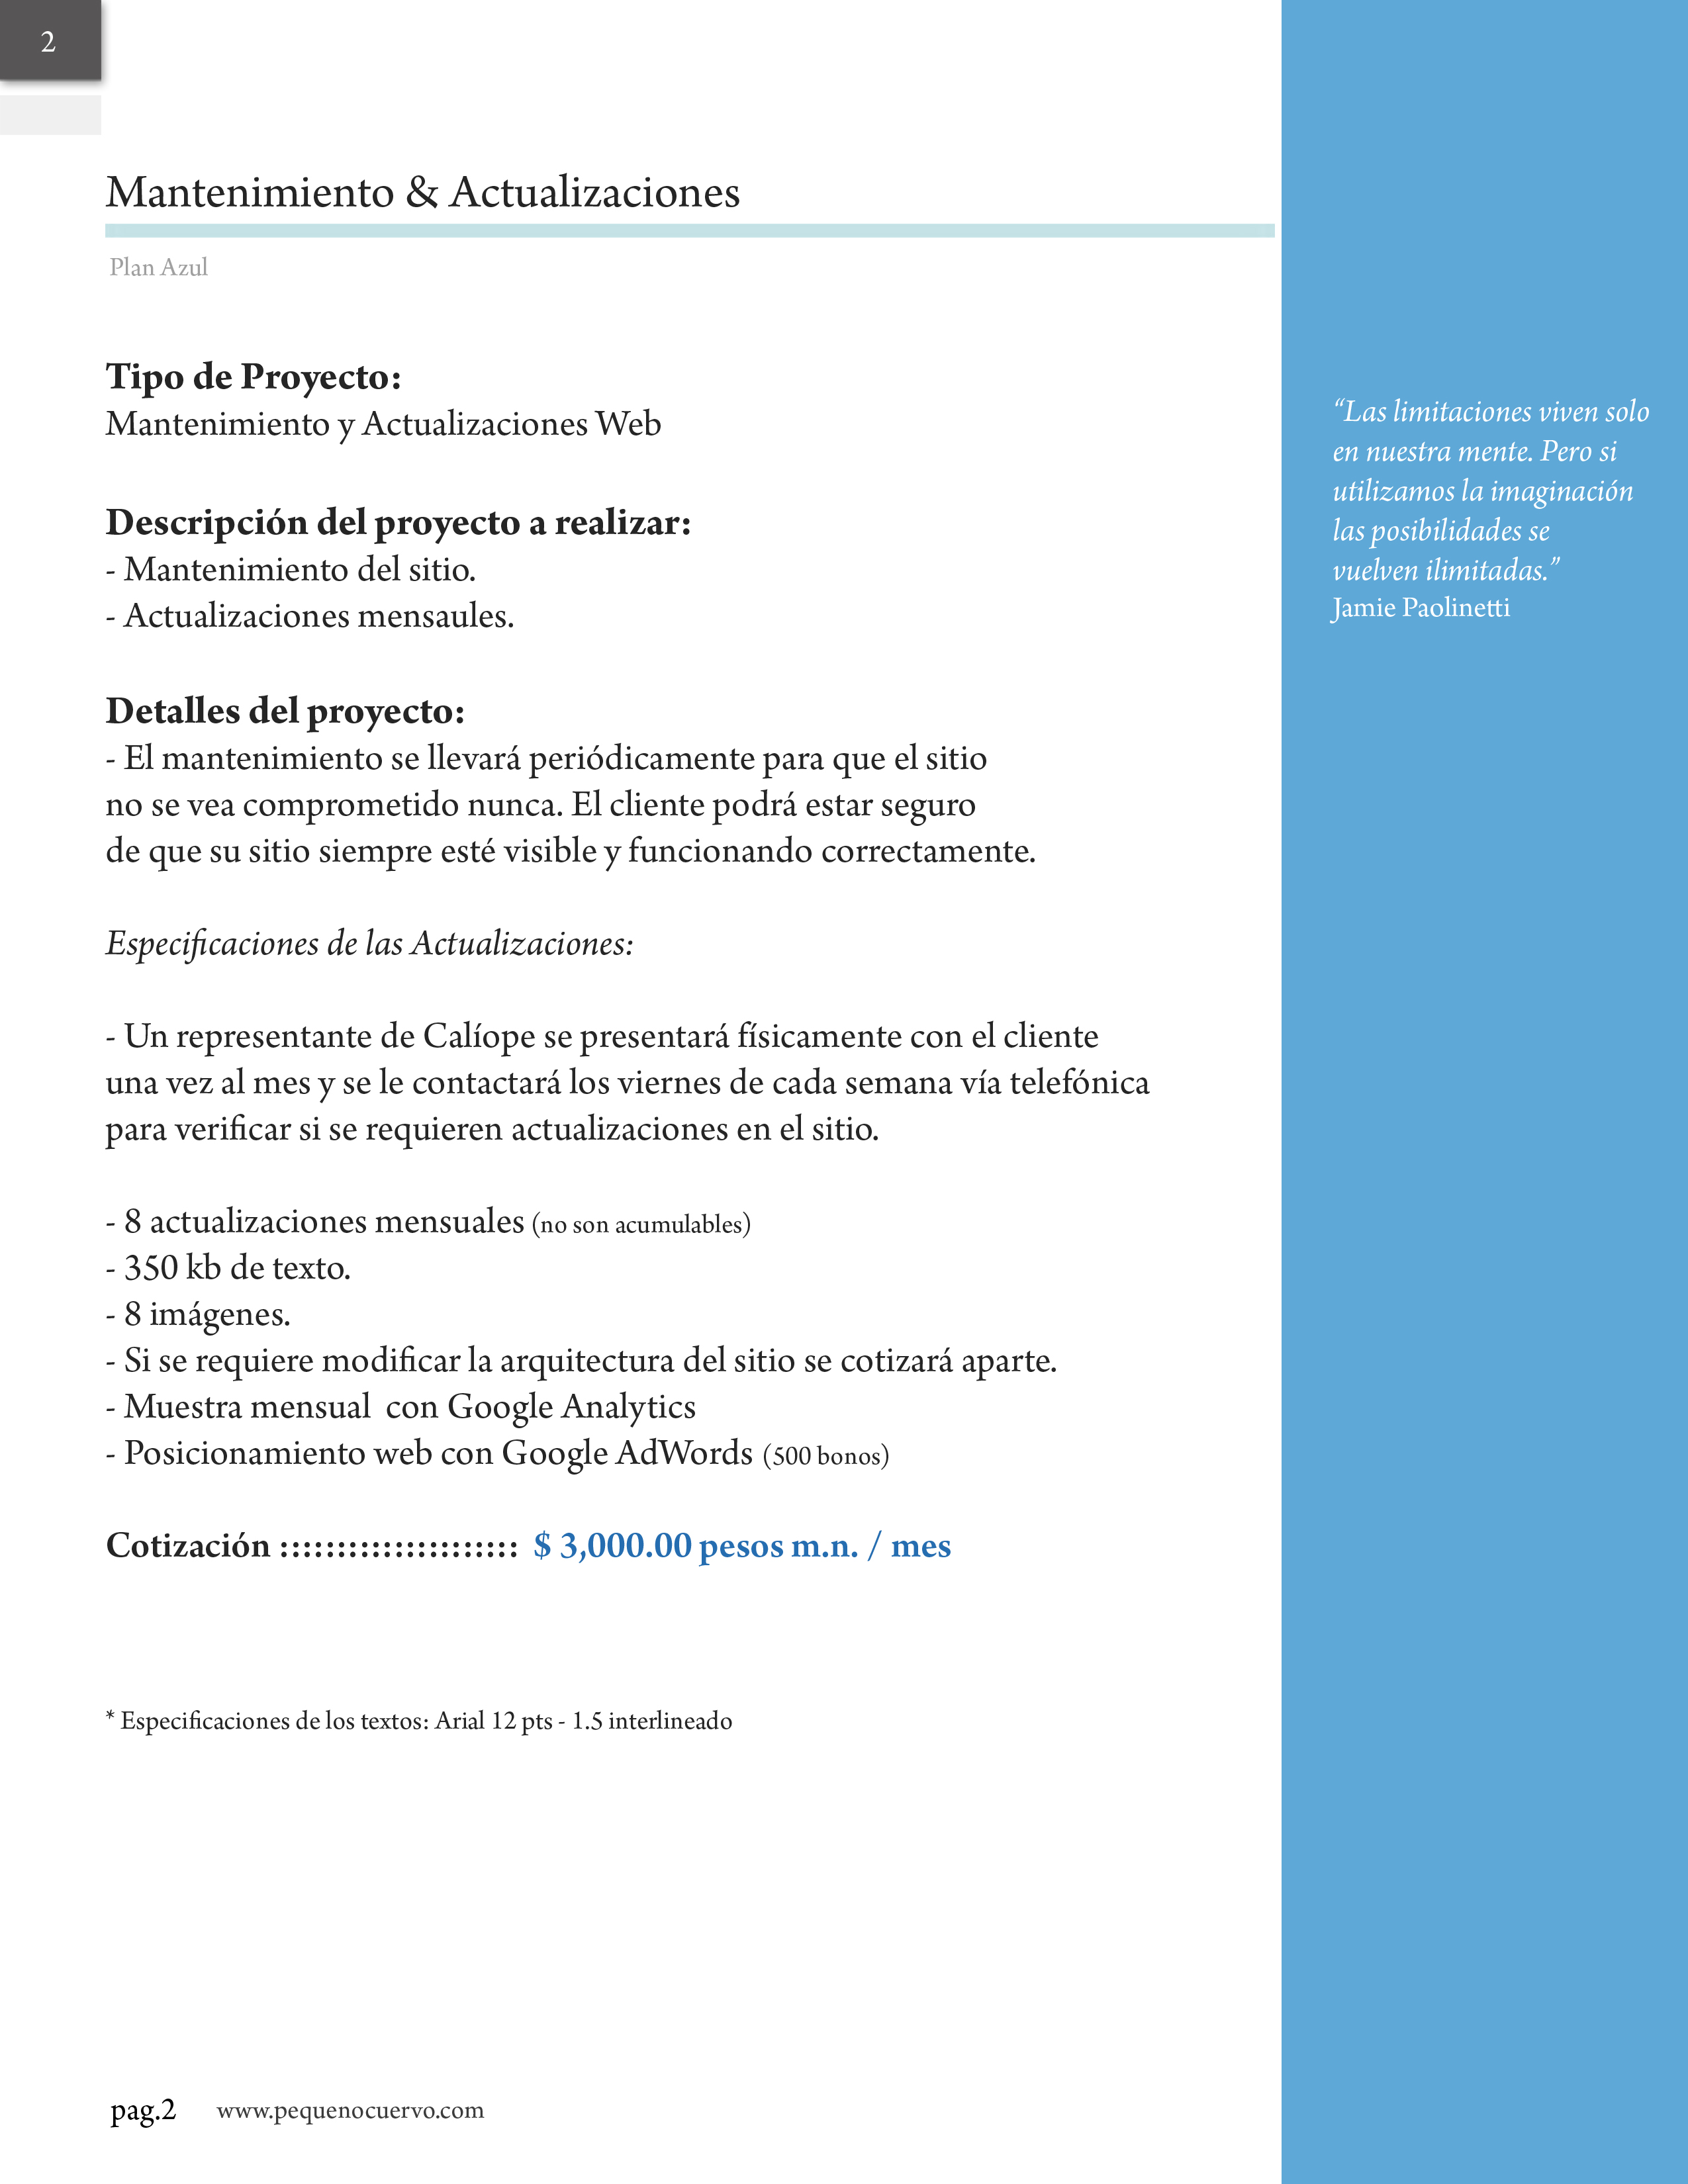 2
Mantenimiento & Actualizaciones
Plan Azul
Tipo de Proyecto:
Mantenimiento y Actualizaciones Web
Descripción del proyecto a realizar:
- Mantenimiento del sitio.
- Actualizaciones mensaules.
Detalles del proyecto:
- El mantenimiento se llevará periódicamente para que el sitio
no se vea comprometido nunca. El cliente podrá estar seguro
de que su sitio siempre esté visible y funcionando correctamente.
Especificaciones de las Actualizaciones:
- Un representante de Calíope se presentará físicamente con el cliente
una vez al mes y se le contactará los viernes de cada semana vía telefónica
para verificar si se requieren actualizaciones en el sitio.
- 8 actualizaciones mensuales (no son acumulables)
- 350 kb de texto.
- 8 imágenes.
- Si se requiere modificar la arquitectura del sitio se cotizará aparte.
- Muestra mensual  con Google Analytics
- Posicionamiento web con Google AdWords (500 bonos)
Cotización ::::::::::::::::::::: $ 3,000.00 pesos m.n. / mes
* Especificaciones de los textos: Arial 12 pts - 1.5 interlineado
pag.2 www.pequenocuervo.com
“Las limitaciones viven solo
en nuestra mente. Pero si
utilizamos la imaginación
las posibilidades se
vuelven ilimitadas.”
Jamie Paolinetti